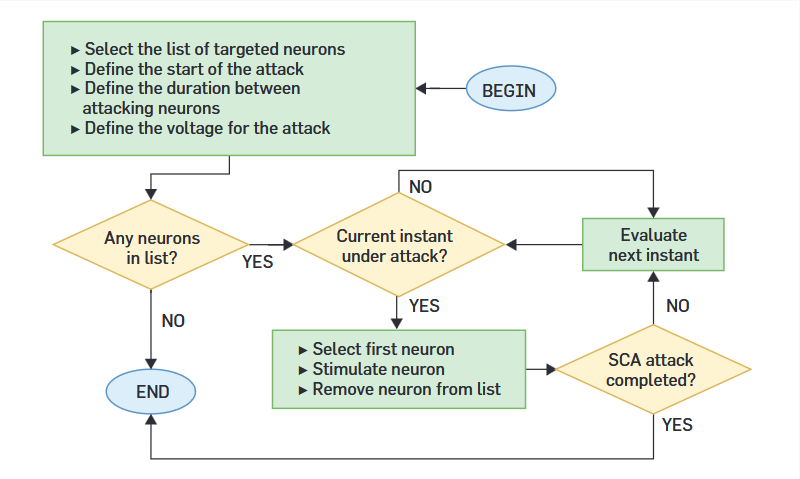 ► Select the list of targeted neurons
► Define the start of the attack
► Define the duration between
attacking neurons
► Define the voltage for the attack
BEGIN
NO
Any neurons
in list?
YES
Current instant
under attack?
Evaluate
next instant
NO
YES
NO
► Select first neuron
► Stimulate neuron
► Remove neuron from list
SCA attack
completed?
END
YES